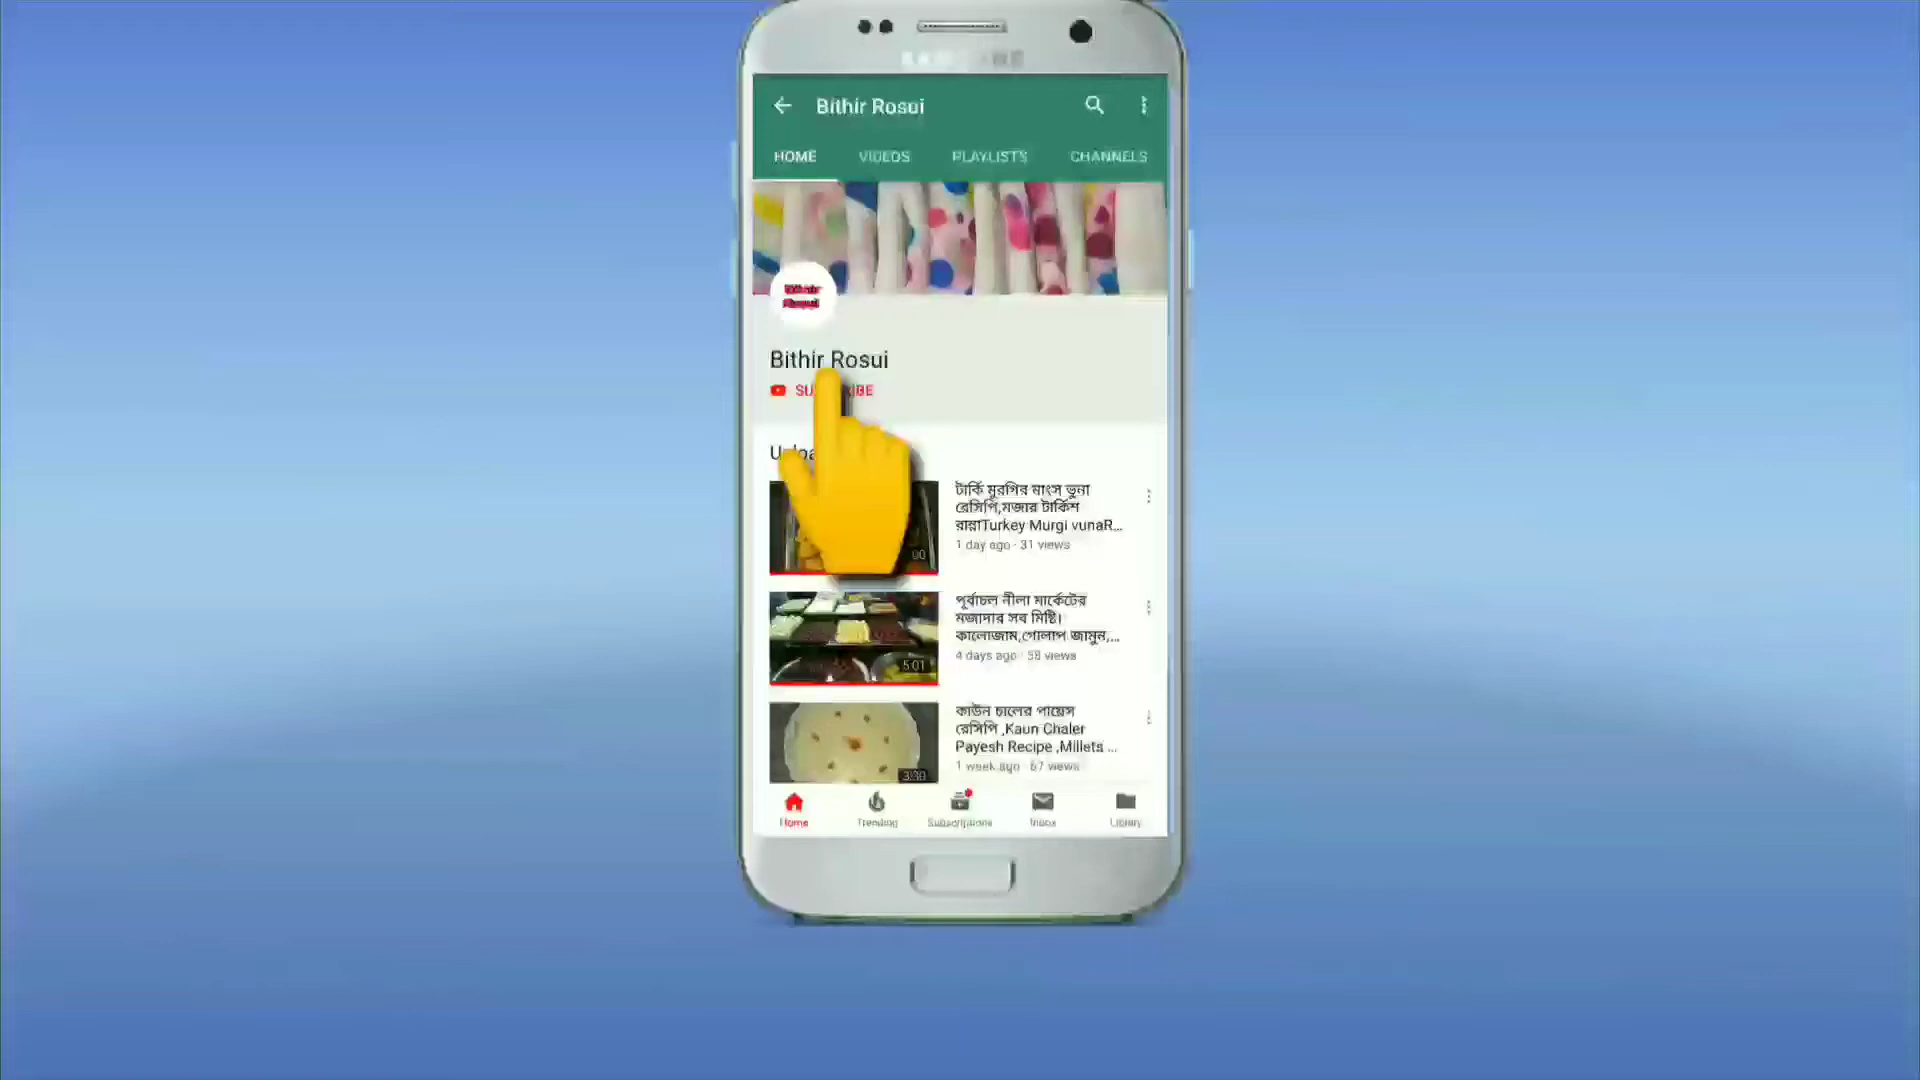 Bithir Rosui
HOME VIDEOS PLAYLISTS CHANNELS
Bithir Rosui
Bithir Rosui
টার্কি মুরগির মাংস ভুনা
রেসিপি,মজার টার্কিশ
রান্নাTurkey Murgi vunaR...
1 day ago · 31 views
পূর্বাচল নীলা মার্কেটের
মজাদার সব মিষ্টি।
কালোজাম,গোলাপ জামুন,...
5:01
4 days ago · 58 views
কাউন চালের পায়েস
রেসিপি ,Kaun Chaler
Payesh Recipe ,Millets ...
3:30
1 week ago · 67 views
Home Trending Subscriptions Inbox Library